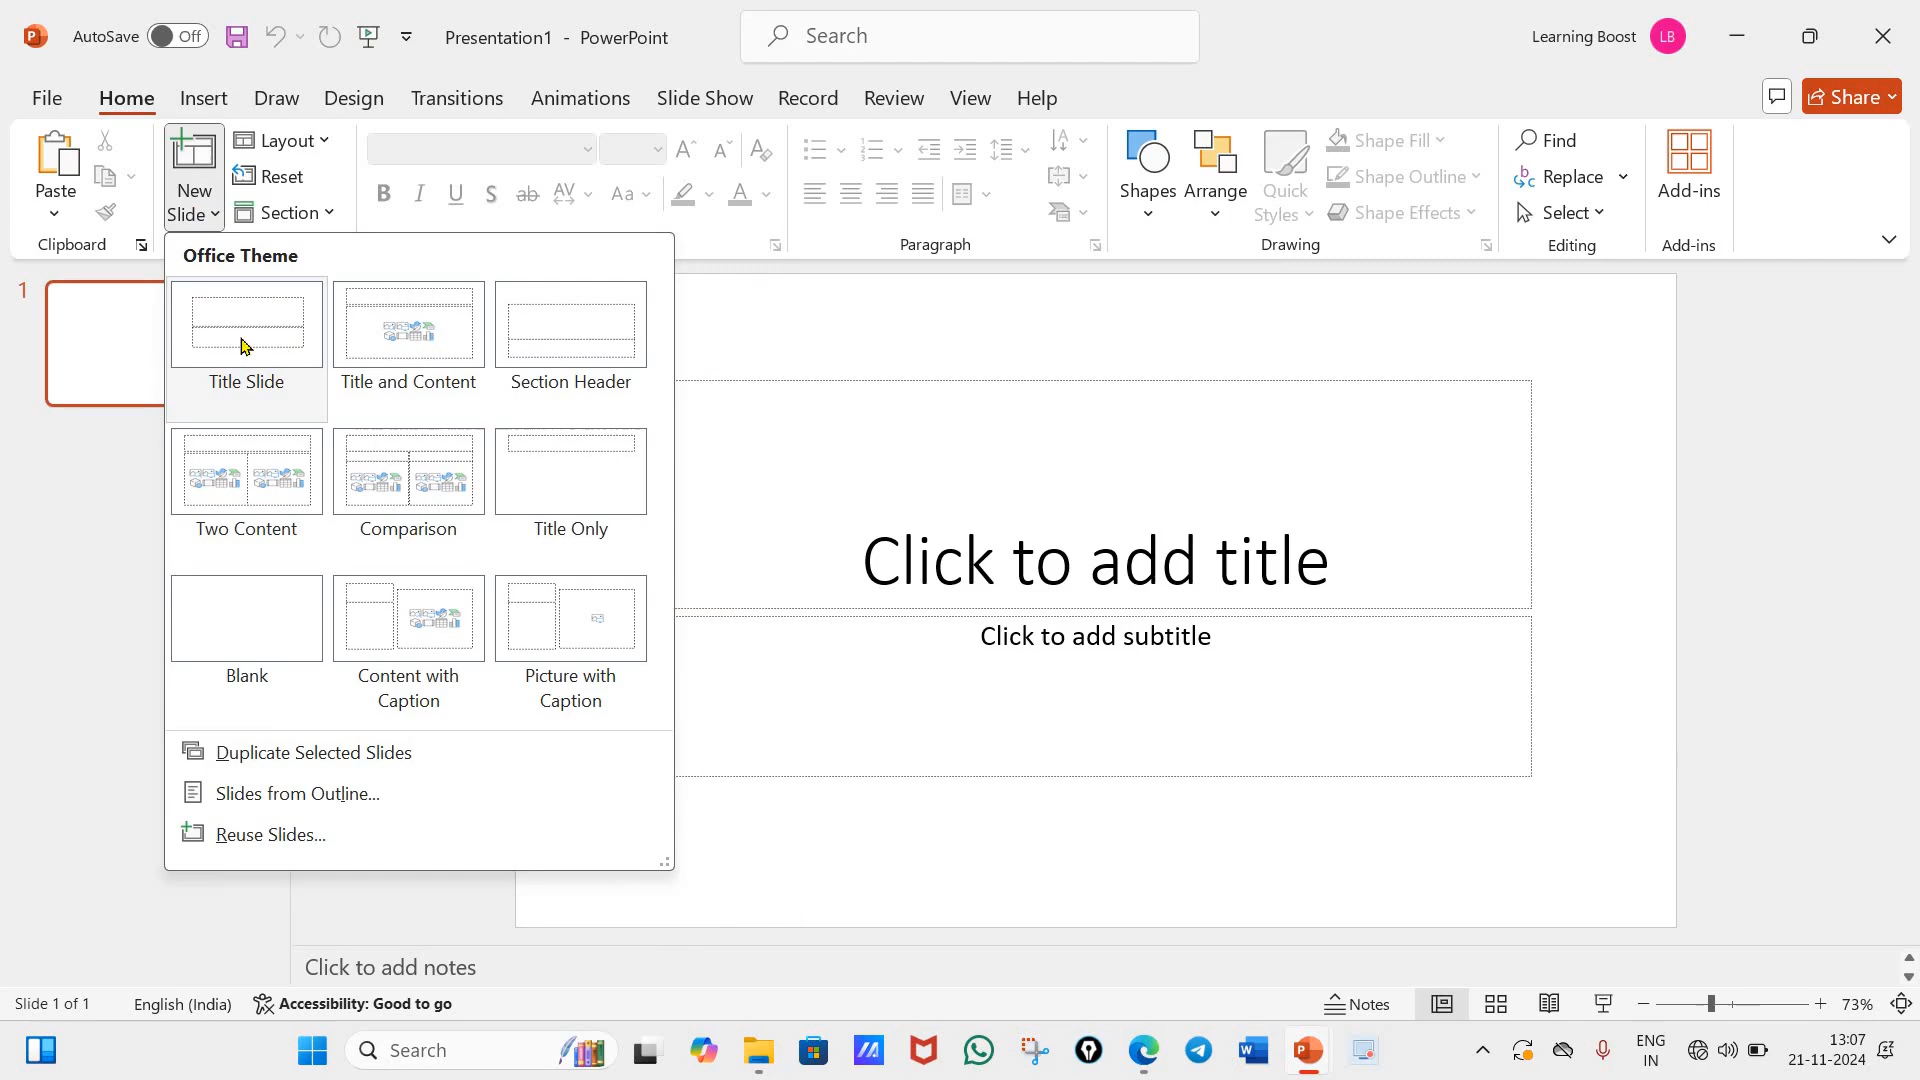 AutoSave Off Presentation1 - PowerPoint Search Learning Boost LB
File Home Insert Draw Design Transitions Animations Slide Show Record Review View Help Share
Paste
New
Slide
Layout
Reset
Section
Clipboard
B I U S ab AV Aa A
Paragraph
Shapes
Arrange
Quick
Styles
Shape Fill
Shape Outline
Shape Effects
Drawing
Find
Replace
Select
Editing
Add-ins
Add-ins
Office Theme
Title Slide Title and Content Section Header
Two Content Comparison Title Only
Blank Content with Caption Picture with Caption
Duplicate Selected Slides
Slides from Outline...
Reuse Slides...
1
Click to add title
Click to add subtitle
Click to add notes
Slide 1 of 1 English (India) Accessibility: Good to go Notes 73%
Search
ENG
IN
13:07
21-11-2024